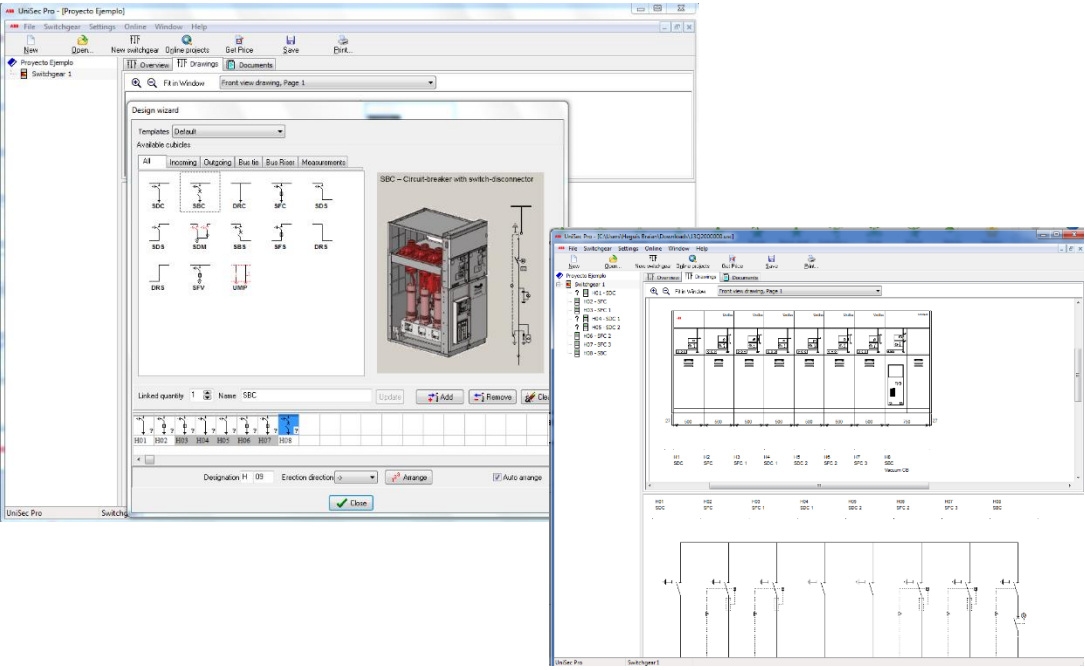 ABB UniSec Pro - [Proyecto Ejemplo]
File Switchgear Settings Online Window Help
New Open... New switchgear Online projects Get Price Save Print...
Proyecto Ejemplo
Switchgear 1
Overview Drawings Documents
Fit in Window Front view drawing, Page 1
Design wizard
Templates Default
Available cubicles
All Incoming Outgoing Bus tie Bus Riser Measurements
SDC SBC DRC SFC SDS
SDS SDM SBS SFS DRS
DRS SFV UMP
SBC – Circuit-breaker with switch-disconnector
Linked quantity 1 Name SBC Update Add Remove Clea
? ? ? ? ? ? ? ?
H01 H02 H03 H04 H05 H06 H07 H08
Designation H 09 Erection direction -> Arrange Auto arrange
Close
UniSec Pro Switchg
File Switchgear Settings Online Window Help
New Open... New switchgear Online projects Get Price Save Print...
Proyecto Ejemplo
Switchgear 1
? H01 - SDC
H02 - SFC
H03 - SFC 1
? H04 - SDC 1
? H05 - SDC 2
H06 - SFC 2
H07 - SFC 3
H08 - SBC
Overview Drawings Documents
Fit in Window Front view drawing, Page 1
H1 H2 H3 H4 H5 H6 H7 H8
SDC SFC SFC 1 SDC 1 SDC 2 SFC 2 SFC 3 SBC
Vacuum CB
H01 H02 H03 H04 H05 H06 H07 H08
SDC SFC SFC 1 SDC 1 SDC 2 SFC 2 SFC 3 SBC
UniSec Pro Switchgear 1